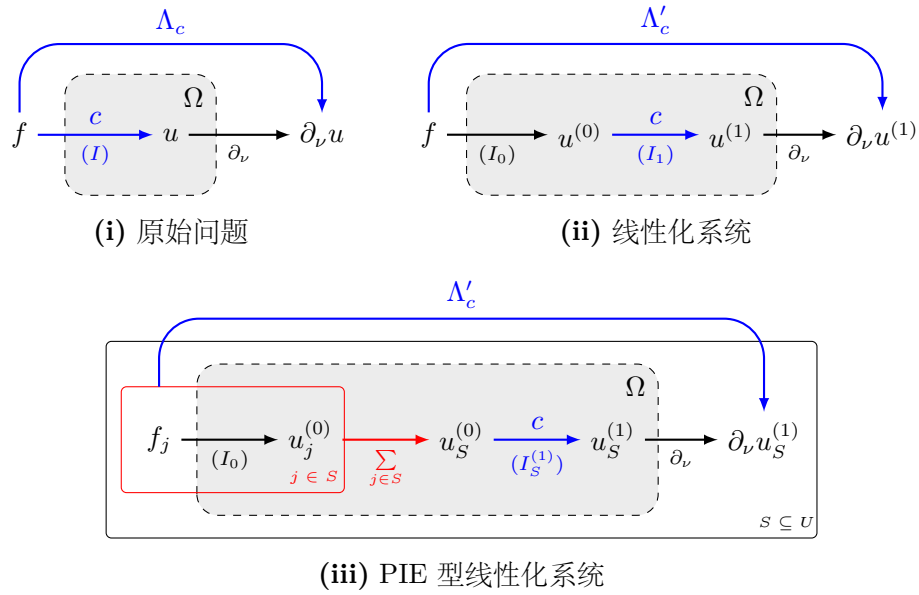 Λ_c
Λ'_c
Ω
Ω
f c (I) u ∂_ν ∂_ν u
f (I_0) u^{(0)} c (I_1) u^{(1)} ∂_ν ∂_ν u^{(1)}
(i) 原始问题
(ii) 线性化系统
Λ'_c
Ω
f_j (I_0) u_j^{(0)} ∑_{j∈S} u_S^{(0)} c (I_S^{(1)}) u_S^{(1)} ∂_ν ∂_ν u_S^{(1)}
j ∈ S
S ⊆ U
(iii) PIE 型线性化系统